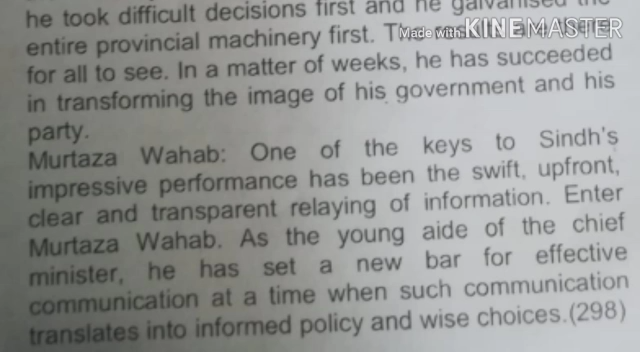 he took difficult decisions first and he galvanised the
entire provincial machinery first. The
Made with KINEMASTER
for all to see. In a matter of weeks, he has succeeded
in transforming the image of his government and his
party.
Murtaza Wahab: One of the keys to Sindh's
impressive performance has been the swift, upfront,
clear and transparent relaying of information. Enter
Murtaza Wahab. As the young aide of the chief
minister, he has set a new bar for effective
communication at a time when such communication
translates into informed policy and wise choices.(298)